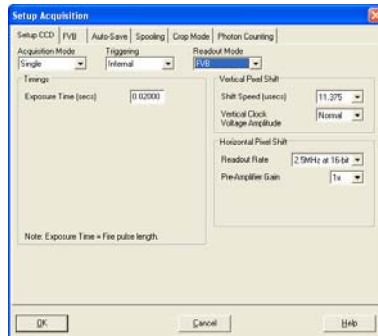 Setup Acquisition
Setup CCD FVB Auto-Save Spooling Crop Mode Photon Counting
Acquisition Mode Triggering Readout Mode
Single Internal FVB
Timings
Exposure Time (secs) 0.02000
Vertical Pixel Shift
Shift Speed (usecs) 11.375
Vertical Clock
Voltage Amplitude Normal
Horizontal Pixel Shift
Readout Rate 2.5MHz at 16-bit
Pre-Amplifier Gain 1x
Note: Exposure Time = Fire pulse length.
OK Cancel Help